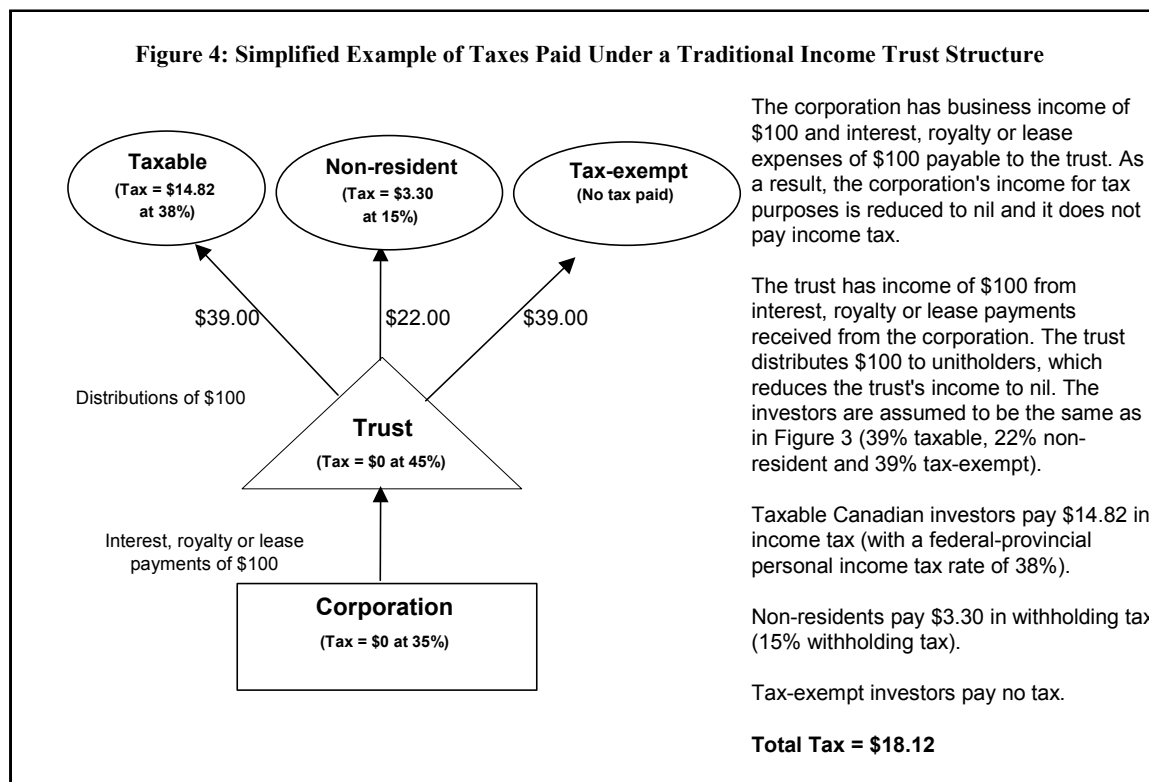 Figure 4: Simplified Example of Taxes Paid Under a Traditional Income Trust Structure
Taxable
(Tax = $14.82
at 38%)
Non-resident
(Tax = $3.30
at 15%)
Tax-exempt
(No tax paid)
$39.00
$22.00
$39.00
Distributions of $100
Trust
(Tax = $0 at 45%)
Interest, royalty or lease
payments of $100
Corporation
(Tax = $0 at 35%)
The corporation has business income of
$100 and interest, royalty or lease
expenses of $100 payable to the trust. As
a result, the corporation's income for tax
purposes is reduced to nil and it does not
pay income tax.
The trust has income of $100 from
interest, royalty or lease payments
received from the corporation. The trust
distributes $100 to unitholders, which
reduces the trust's income to nil. The
investors are assumed to be the same as
in Figure 3 (39% taxable, 22% non-
resident and 39% tax-exempt).
Taxable Canadian investors pay $14.82 in
income tax (with a federal-provincial
personal income tax rate of 38%).
Non-residents pay $3.30 in withholding tax
(15% withholding tax).
Tax-exempt investors pay no tax.
Total Tax = $18.12